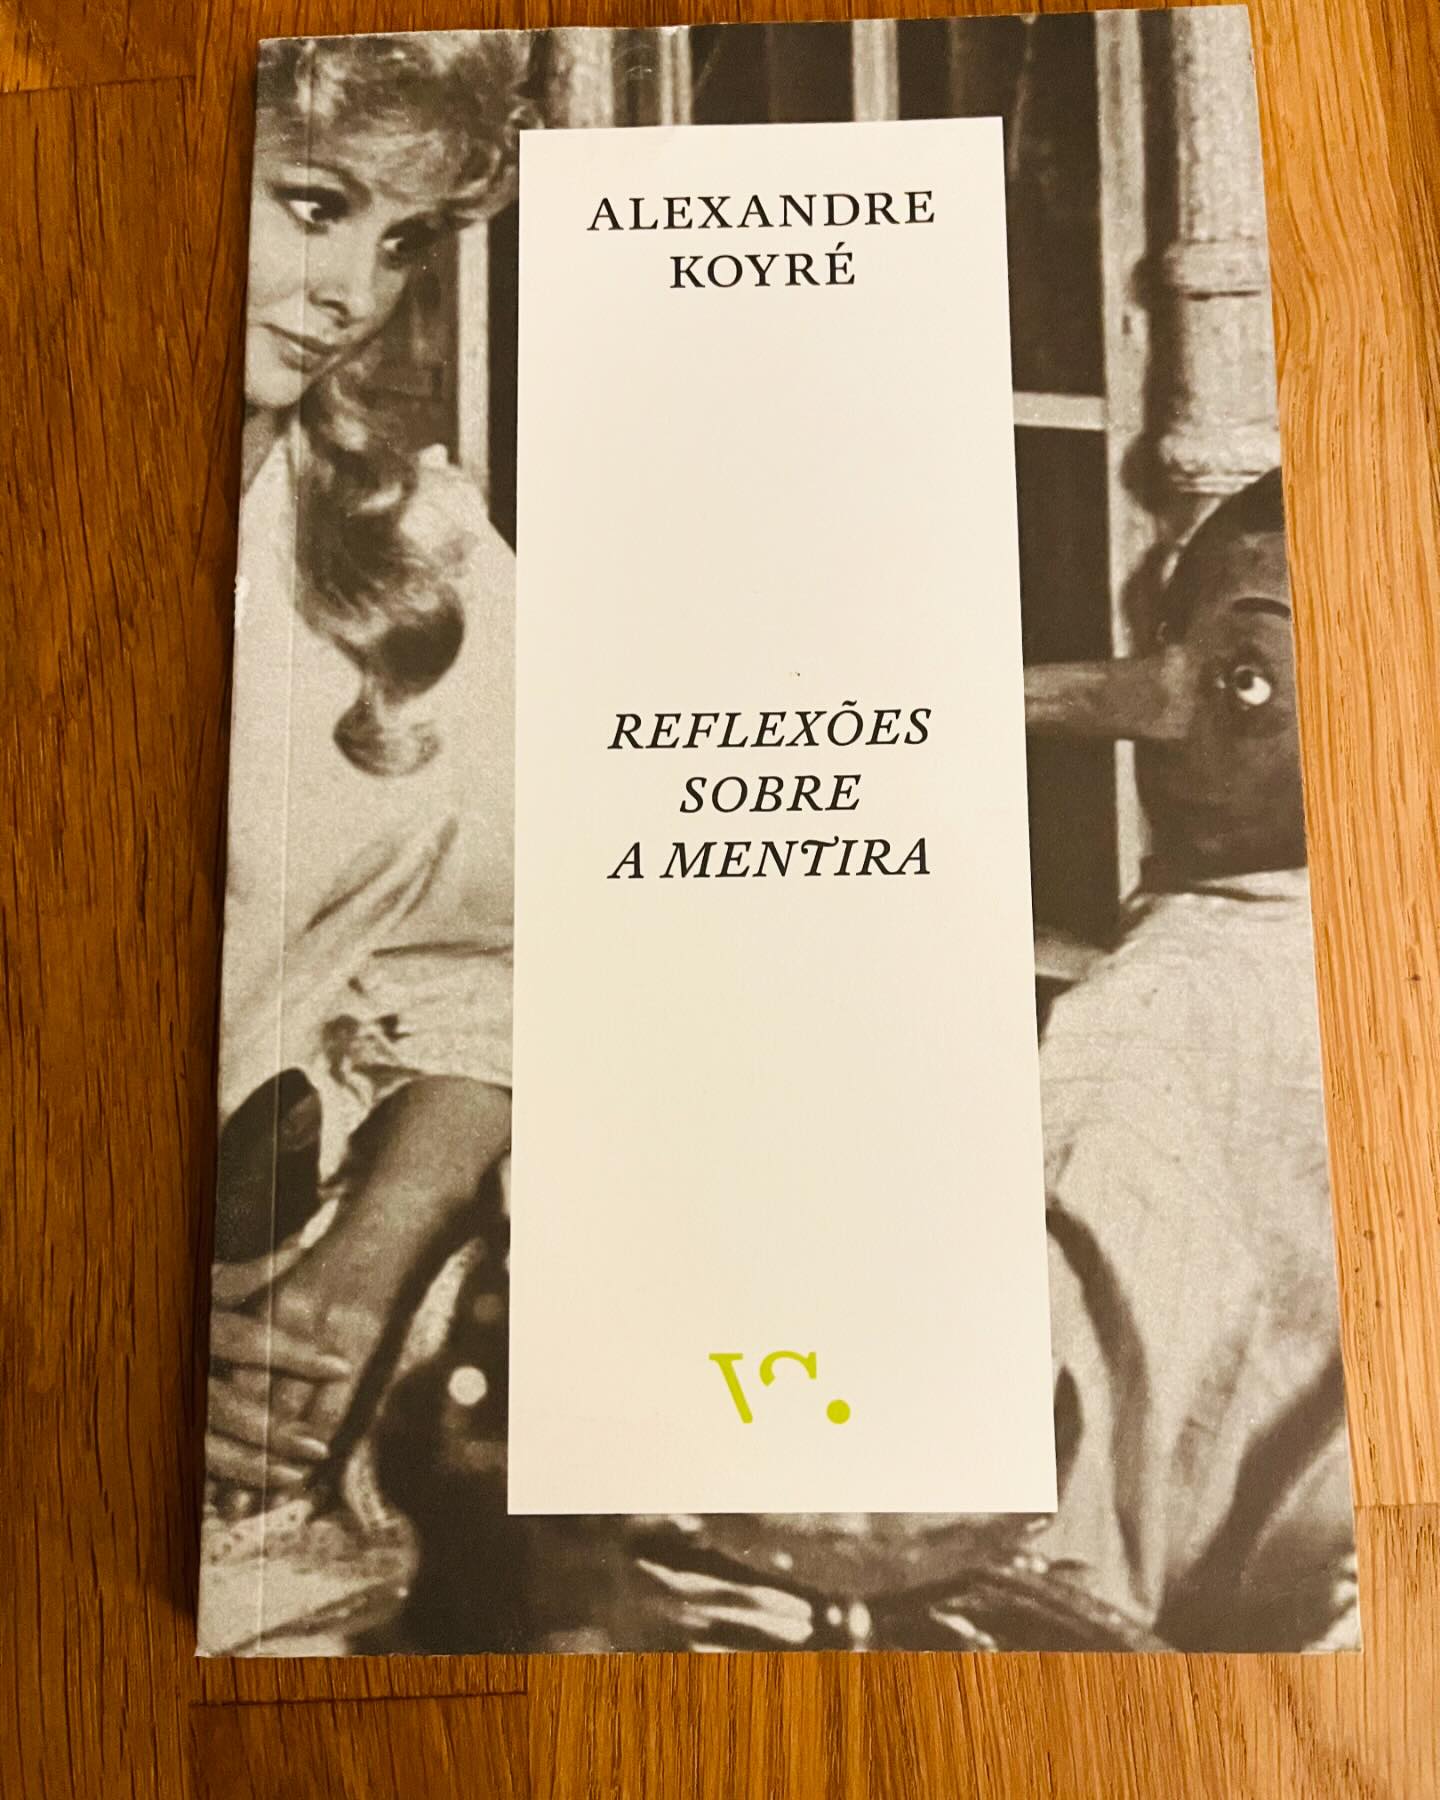 ALEXANDRE
KOYRÉ
REFLEXÕES
SOBRE
A MENTIRA